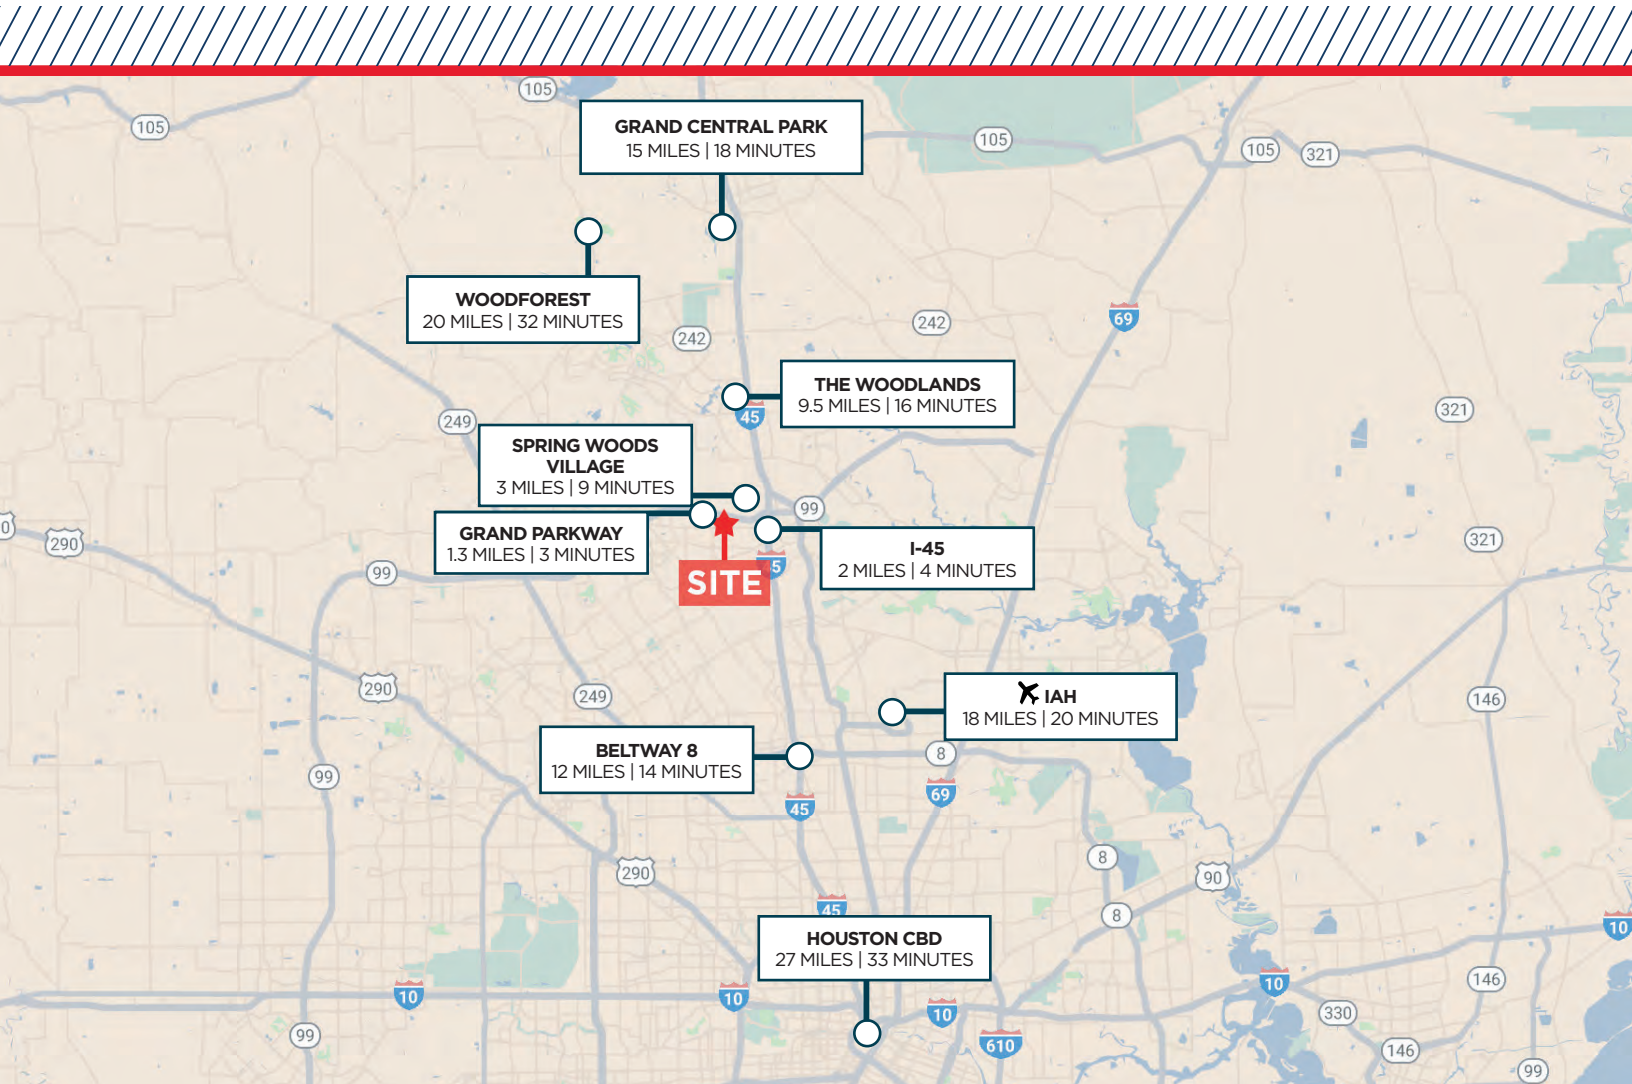 105
105
GRAND CENTRAL PARK
15 MILES | 18 MINUTES
105
105
321
WOODFOREST
20 MILES | 32 MINUTES
242
242
69
THE WOODLANDS
9.5 MILES | 16 MINUTES
45
249
321
SPRING WOODS
VILLAGE
3 MILES | 9 MINUTES
99
GRAND PARKWAY
1.3 MILES | 3 MINUTES
I-45
2 MILES | 4 MINUTES
SITE
290
99
321
290
249
IAH
18 MILES | 20 MINUTES
146
BELTWAY 8
12 MILES | 14 MINUTES
8
99
69
45
290
8
90
45
8
HOUSTON CBD
27 MILES | 33 MINUTES
10
10
10
10
10
146
330
99
610
146
99